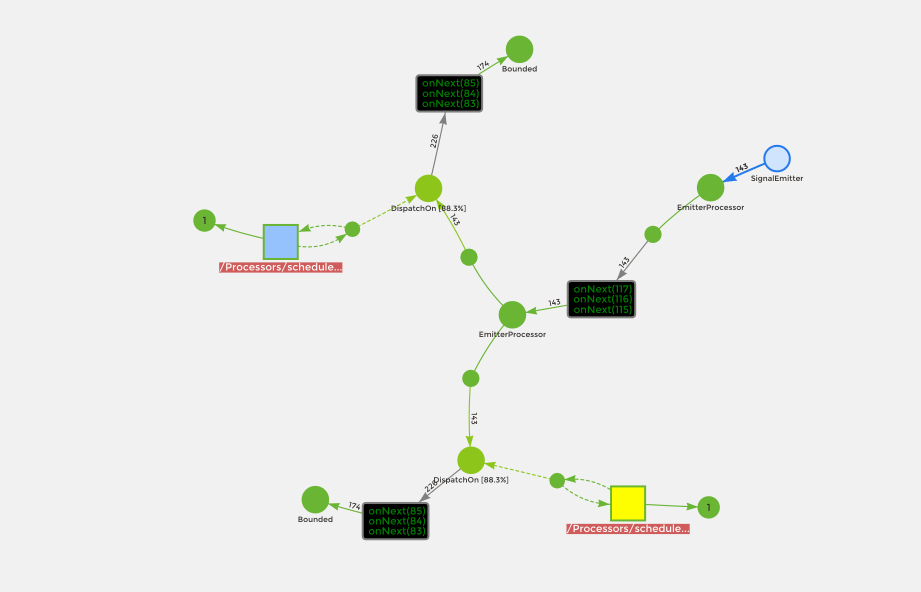 174
Bounded
onNext(85)
onNext(84)
onNext(83)
226
143
SignalEmitter
DispatchOn [88.3%]
EmitterProcessor
143
1
/Processors/schedule...
143
onNext(117)
onNext(116)
onNext(115)
143
EmitterProcessor
143
226
DispatchOn [88.3%]
174
Bounded
onNext(85)
onNext(84)
onNext(83)
1
/Processors/schedule...